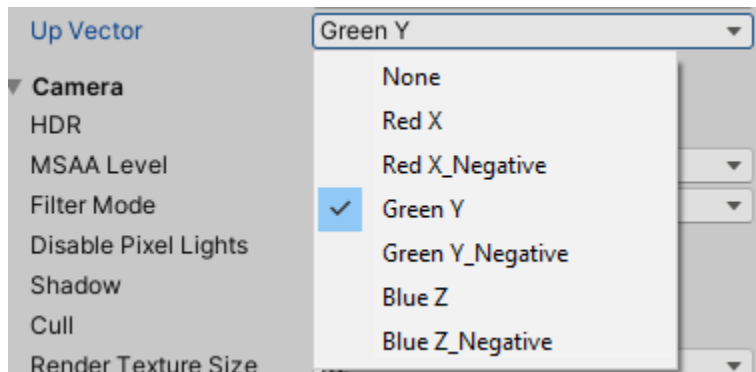 Up Vector Green Y
None
Camera
Red X
HDR
Red X_Negative
MSAA Level
Green Y
Filter Mode
Green Y_Negative
Disable Pixel Lights
Blue Z
Shadow
Blue Z_Negative
Cull
Render Texture Size